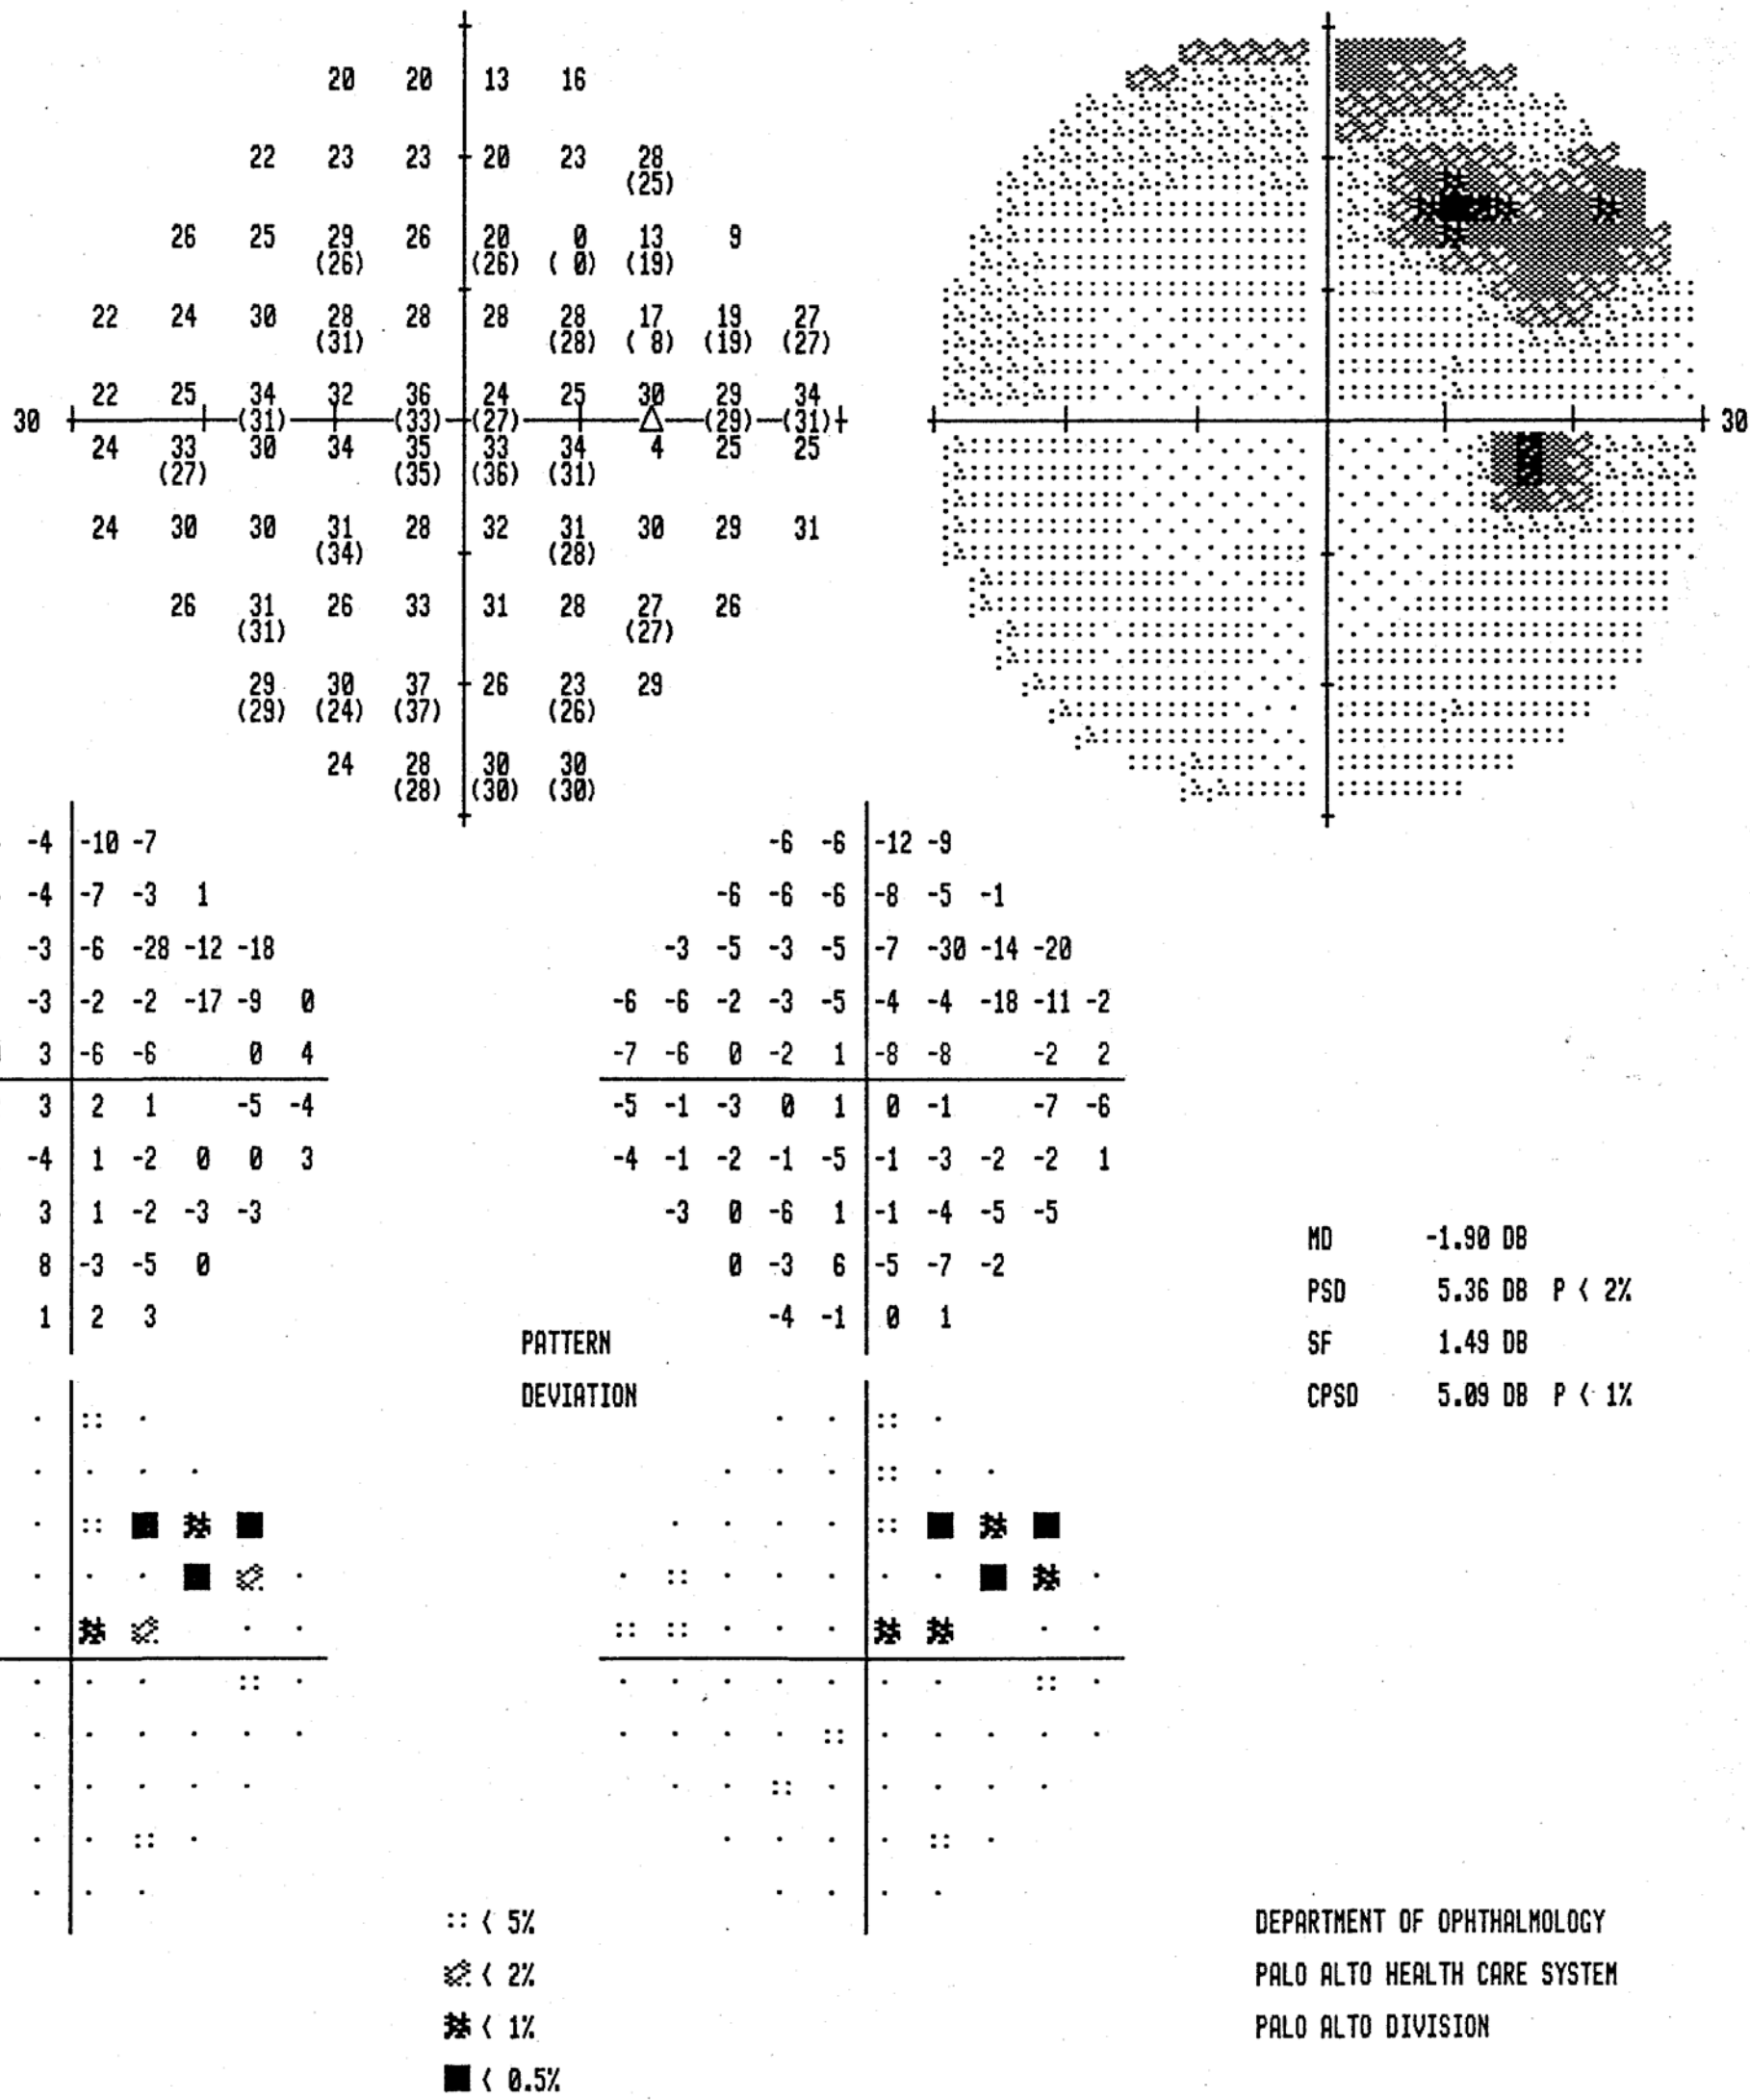 20 20 13 16
22 23 23 20 23 28
(25)
26 25 29 26 20 0 13 9
(26) (26) ( 0) (19)
22 24 30 28 28 28 28 17 19 27
(31) (28) ( 8) (19) (27)
22 25 34 32 36 24 25 30 29 34
30 (31) (33) (27) (29) (31) 30
24 33 30 34 35 33 34 4 25 25
(27) (35) (36) (31)
24 30 30 31 28 32 31 30 29 31
(34) (28)
26 31 26 33 31 28 27 26
(31) (27)
29 30 37 26 23 29
(29) (24) (37) (26)
24 28 30 30
(28) (30) (30)
-4 -10 -7 -6 -6 -12 -9
-4 -7 -3 1 -6 -6 -6 -8 -5 -1
-3 -6 -28 -12 -18 -3 -5 -3 -5 -7 -30 -14 -20
-3 -2 -2 -17 -9 0 -6 -6 -2 -3 -5 -4 -4 -18 -11 -2
3 -6 -6 0 4 -7 -6 0 -2 1 -8 -8 -2 2
3 2 1 -5 -4 -5 -1 -3 0 1 0 -1 -7 -6
-4 1 -2 0 0 3 -4 -1 -2 -1 -5 -1 -3 -2 -2 1
3 1 -2 -3 -3 -3 0 -6 1 -1 -4 -5 -5
8 -3 -5 0 0 -3 6 -5 -7 -2
1 2 3 -4 -1 0 1
MD -1.90 DB
PSD 5.36 DB P < 2%
SF 1.49 DB
CPSD 5.09 DB P < 1%
PATTERN
DEVIATION
< 5%
< 2%
< 1%
< 0.5%
DEPARTMENT OF OPHTHALMOLOGY
PALO ALTO HEALTH CARE SYSTEM
PALO ALTO DIVISION